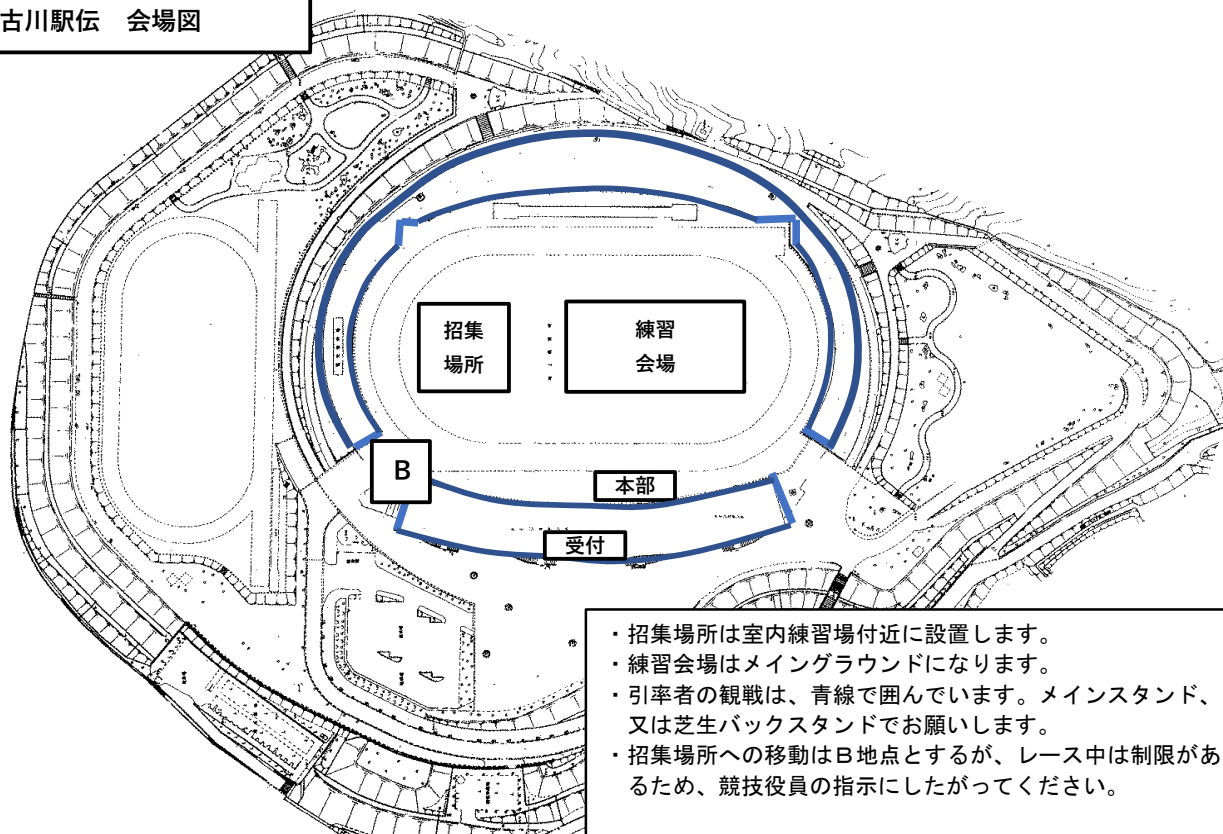 古川駅伝　会場図
招集
場所
練習
会場
B
本部
受付
・招集場所は室内練習場付近に設置します。
・練習会場はメイングラウンドになります。
・引率者の観戦は、青線で囲んでいます。メインスタンド、
又は芝生バックスタンドでお願いします。
・招集場所への移動はＢ地点とするが、レース中は制限があ
るため、競技役員の指示にしたがってください。